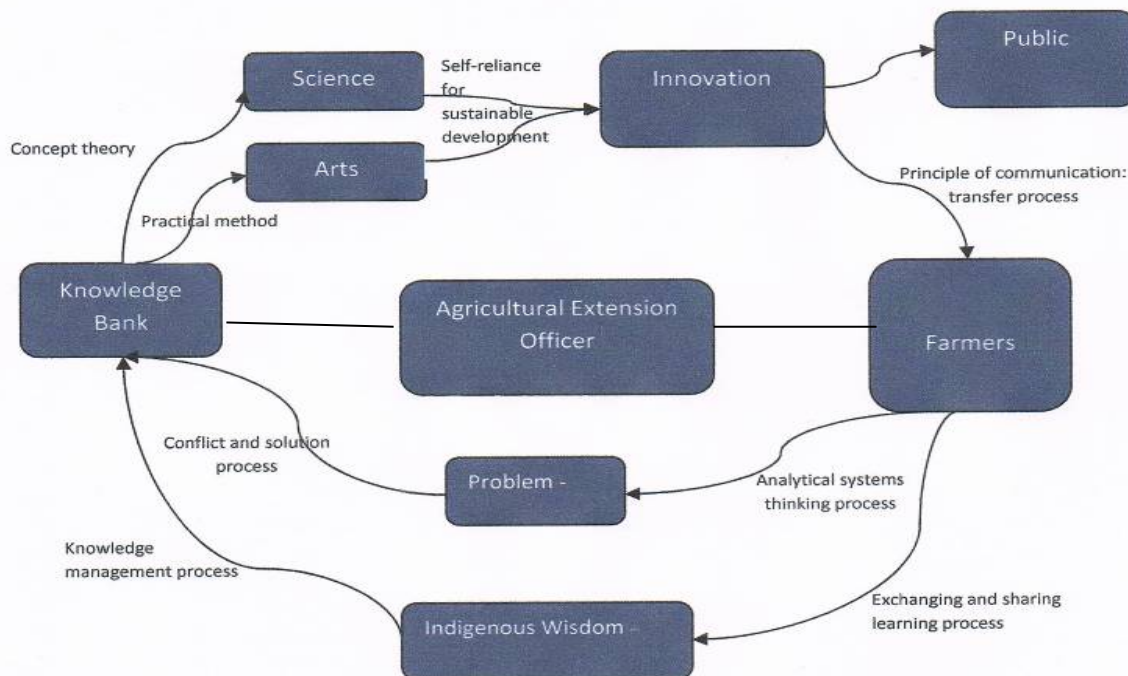 Public
Science
Self-reliance
for
sustainable
development
Innovation
Concept theory
Arts
Principle of communication:
transfer process
Practical method
Knowledge
Bank
Agricultural Extension
Officer
Farmers
Conflict and solution
process
Problem -
Analytical systems
thinking process
Knowledge
management process
Indigenous Wisdom -
Exchanging and sharing
learning process